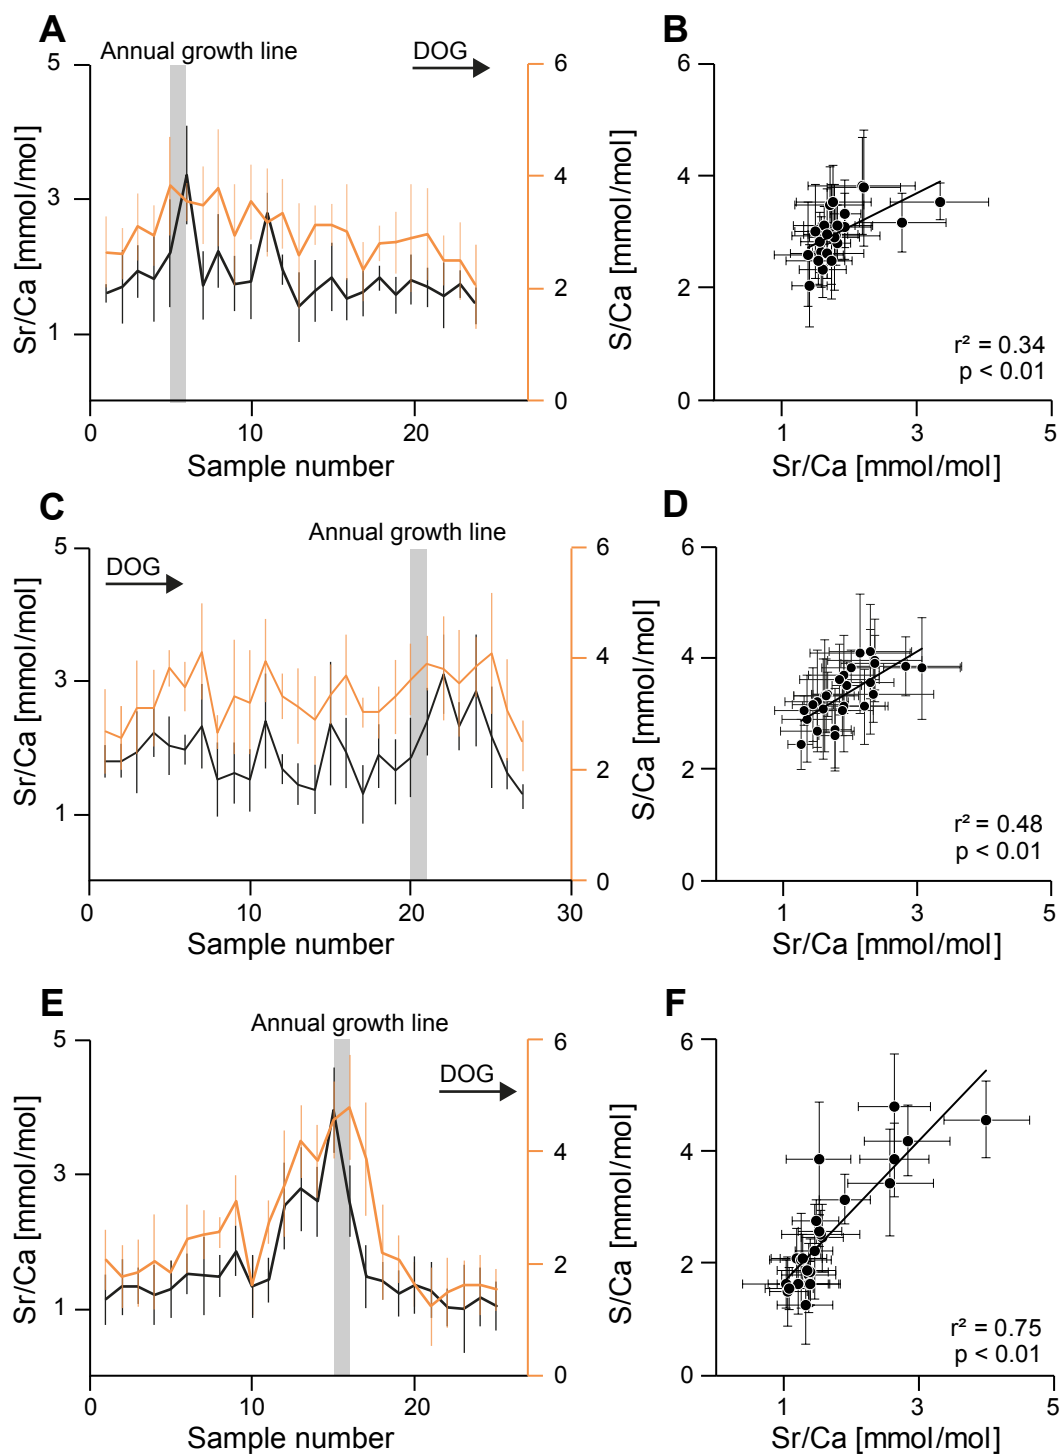 A
Annual growth line
DOG
5
3
1
Sr/Ca [mmol/mol]
6
4
2
0
0
10
20
Sample number
B
6
4
2
0
S/Ca [mmol/mol]
r² = 0.34
p < 0.01
1
3
5
Sr/Ca [mmol/mol]
C
Annual growth line
DOG
5
3
1
Sr/Ca [mmol/mol]
6
4
2
0
0
10
20
30
Sample number
D
6
4
2
0
S/Ca [mmol/mol]
r² = 0.48
p < 0.01
1
3
5
Sr/Ca [mmol/mol]
E
Annual growth line
DOG
5
3
1
Sr/Ca [mmol/mol]
6
4
2
0
0
10
20
Sample number
F
6
4
2
0
S/Ca [mmol/mol]
r² = 0.75
p < 0.01
1
3
5
Sr/Ca [mmol/mol]